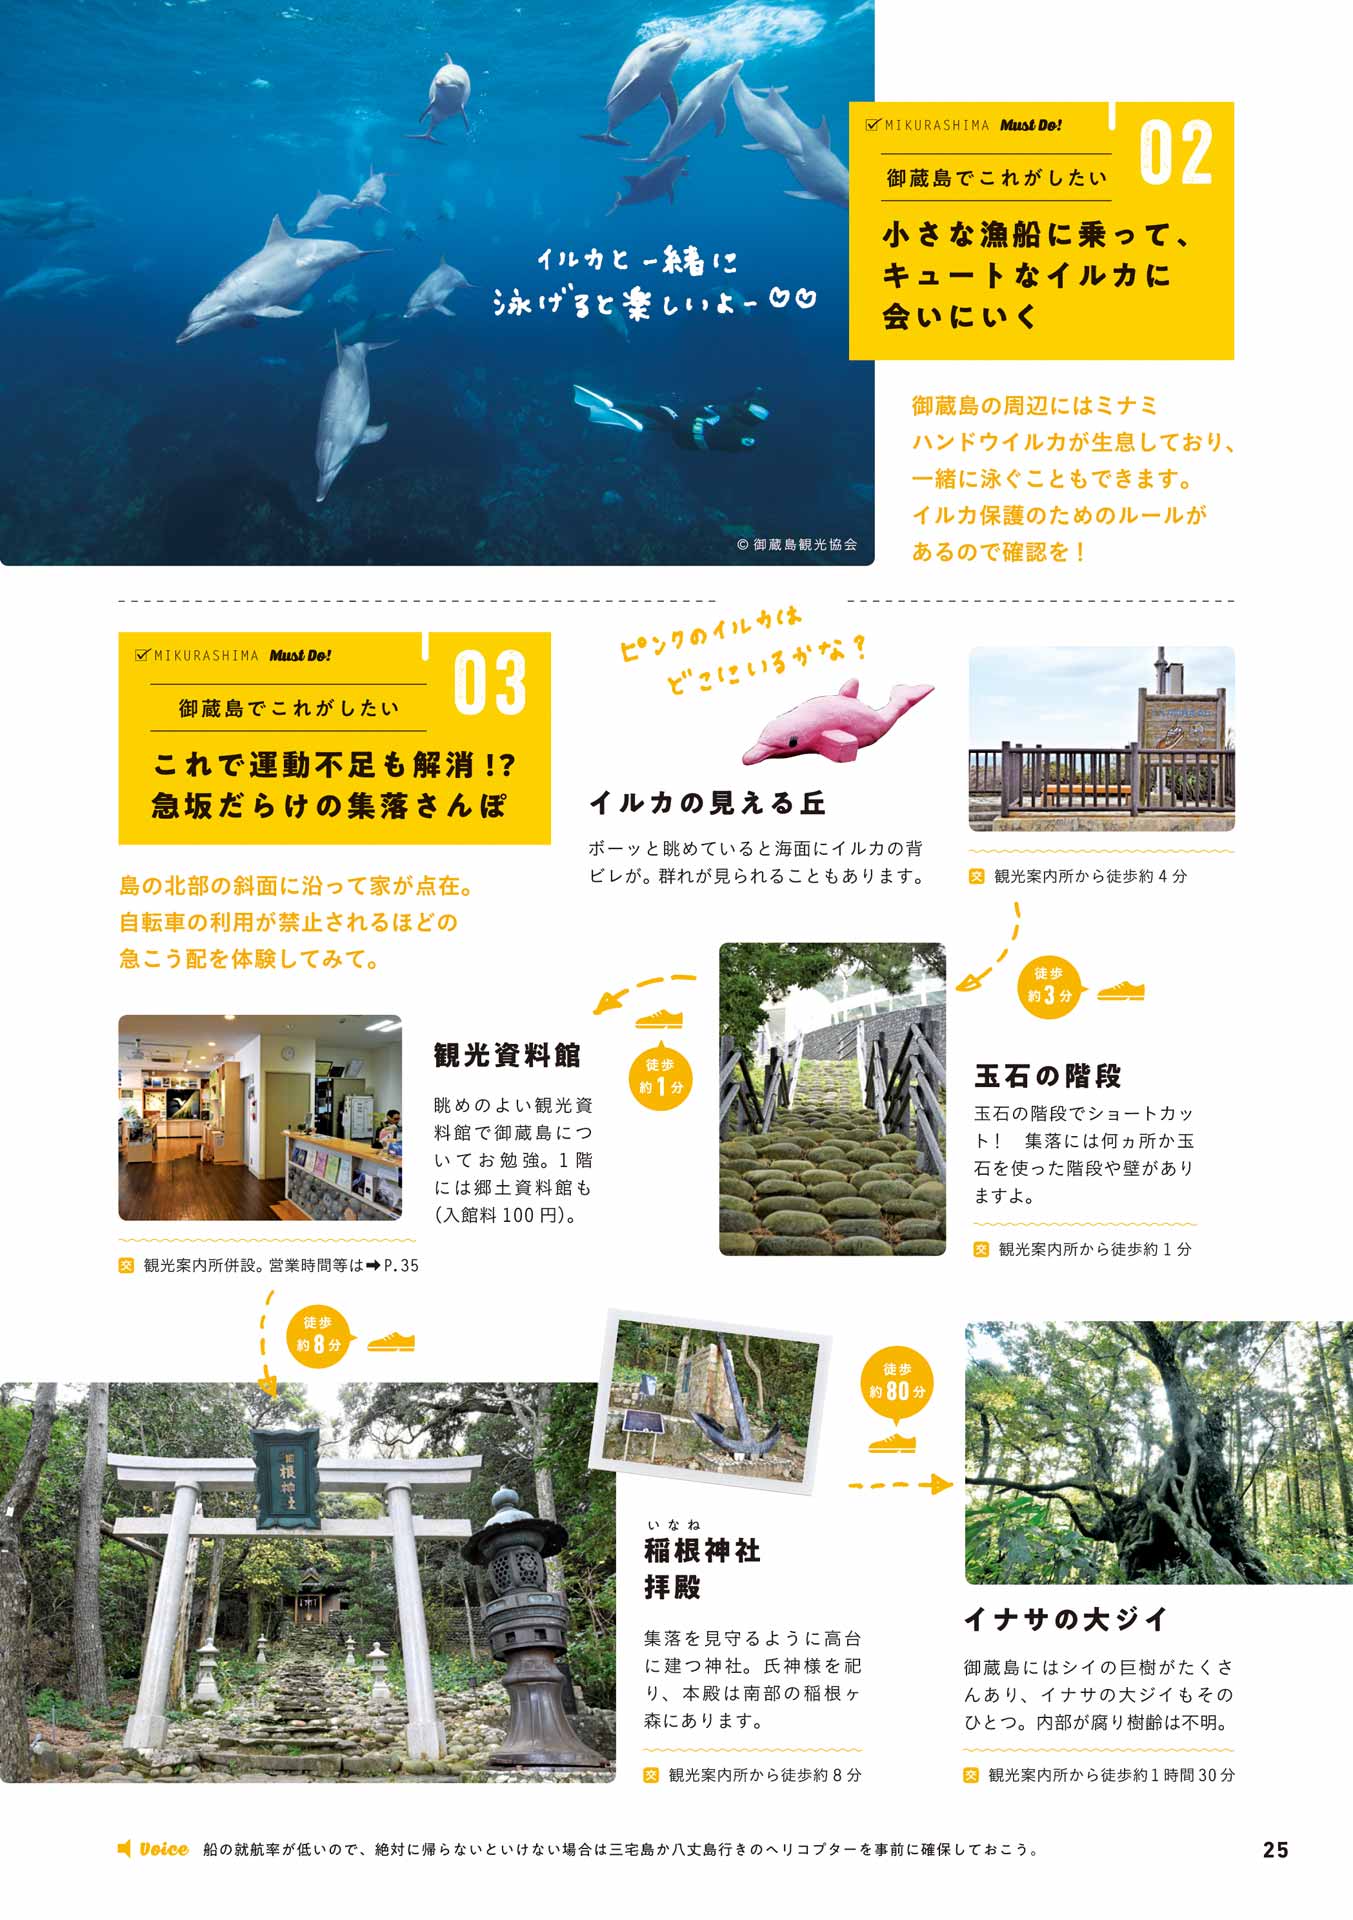 MIKURASHIMA Must Do!
02
御蔵島でこれがしたい
小さな漁船に乗って、
キュートなイルカに
会いにいく
イルカと一緒に
泳げると楽しいよー♡♡
© 御蔵島観光協会
御蔵島の周辺にはミナミ
ハンドウイルカが生息しており、
一緒に泳ぐこともできます。
イルカ保護のためのルールが
あるので確認を！
MIKURASHIMA Must Do!
03
御蔵島でこれがしたい
これで運動不足も解消!?
急坂だらけの集落さんぽ
島の北部の斜面に沿って家が点在。
自転車の利用が禁止されるほどの
急こう配を体験してみて。
ピンクのイルカは
どこにいるかな？
イルカの見える丘
ボーッと眺めていると海面にイルカの背
ビレが。群れが見られることもあります。
交 観光案内所から徒歩約4分
徒歩
約3分
玉石の階段
玉石の階段でショートカッ
ト！　集落には何ヵ所か玉
石を使った階段や壁があり
ますよ。
交 観光案内所から徒歩約1分
徒歩
約1分
観光資料館
眺めのよい観光資
料館で御蔵島につ
いてお勉強。1階
には郷土資料館も
（入館料100円）。
交 観光案内所併設。営業時間等は➡P.35
徒歩
約8分
稲根神社
いなね
稲根神社
拝殿
集落を見守るように高台
に建つ神社。氏神様を祀
り、本殿は南部の稲根ヶ
森にあります。
交 観光案内所から徒歩約8分
徒歩
約80分
イナサの大ジイ
御蔵島にはシイの巨樹がたくさ
んあり、イナサの大ジイもその
ひとつ。内部が腐り樹齢は不明。
交 観光案内所から徒歩約1時間30分
Voice 船の就航率が低いので、絶対に帰らないといけない場合は三宅島か八丈島行きのヘリコプターを事前に確保しておこう。
25